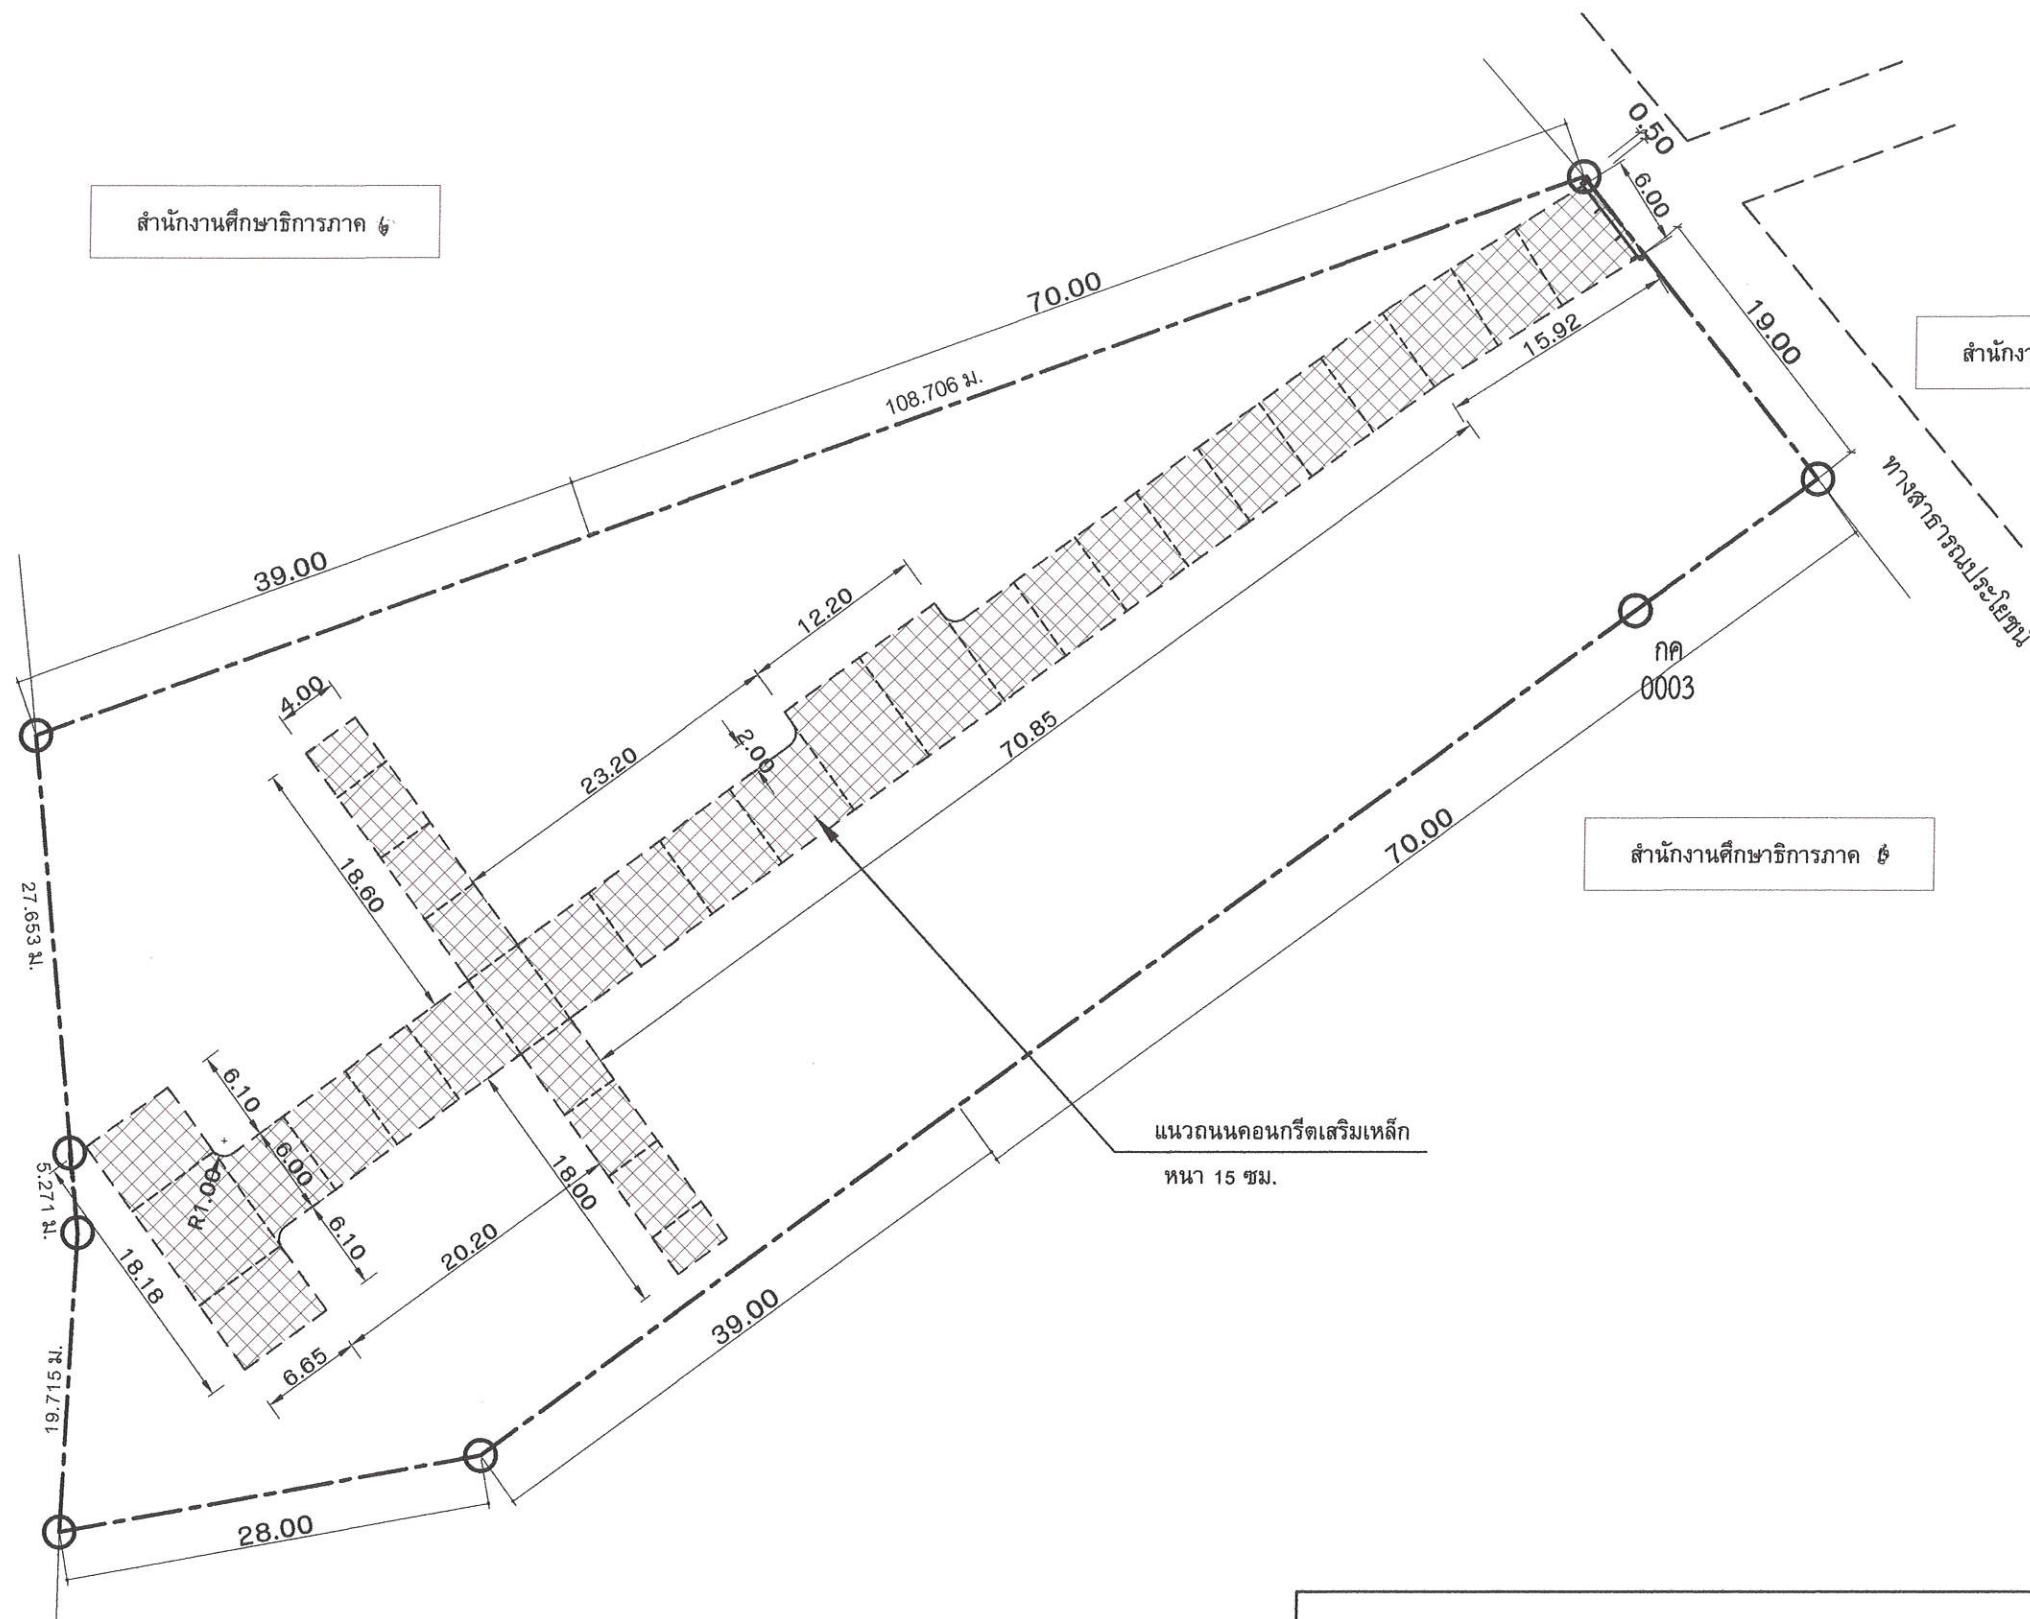 0.50
6.00
สำนักงานศึกษาธิการภาค
70.00
19.00
15.92
สำนักงา
108.706 ม.
ทางสาธารณประโยชน์
39.00
12.20
กค
0003
4.00
70.85
23.20
2.00
70.00
สำนักงานศึกษาธิการภาค
18.60
27.653 ม.
6.10
แนวถนนคอนกรีตเสริมเหล็ก
หนา 15 ซม.
6.00
R1.00
18.00
5.271 ม.
6.10
20.20
18.18
39.00
6.65
19.715 ม.
28.00